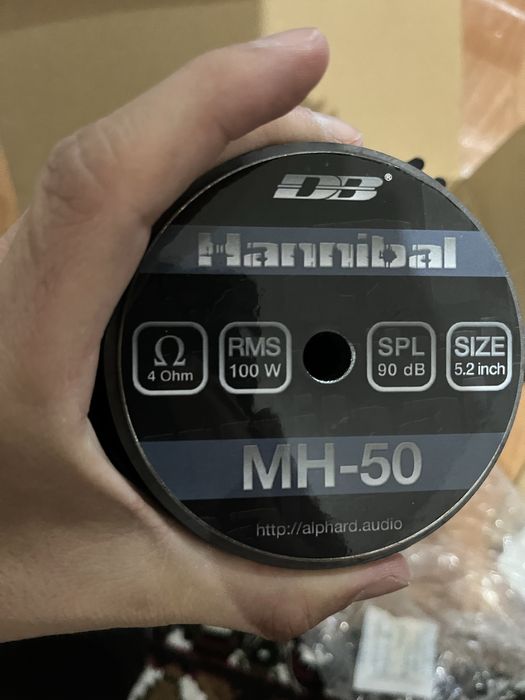 DB®
Hannibal
Ω
4 Ohm
RMS
100 W
SPL
90 dB
SIZE
5.2 inch
MH-50
http://alphard.audio